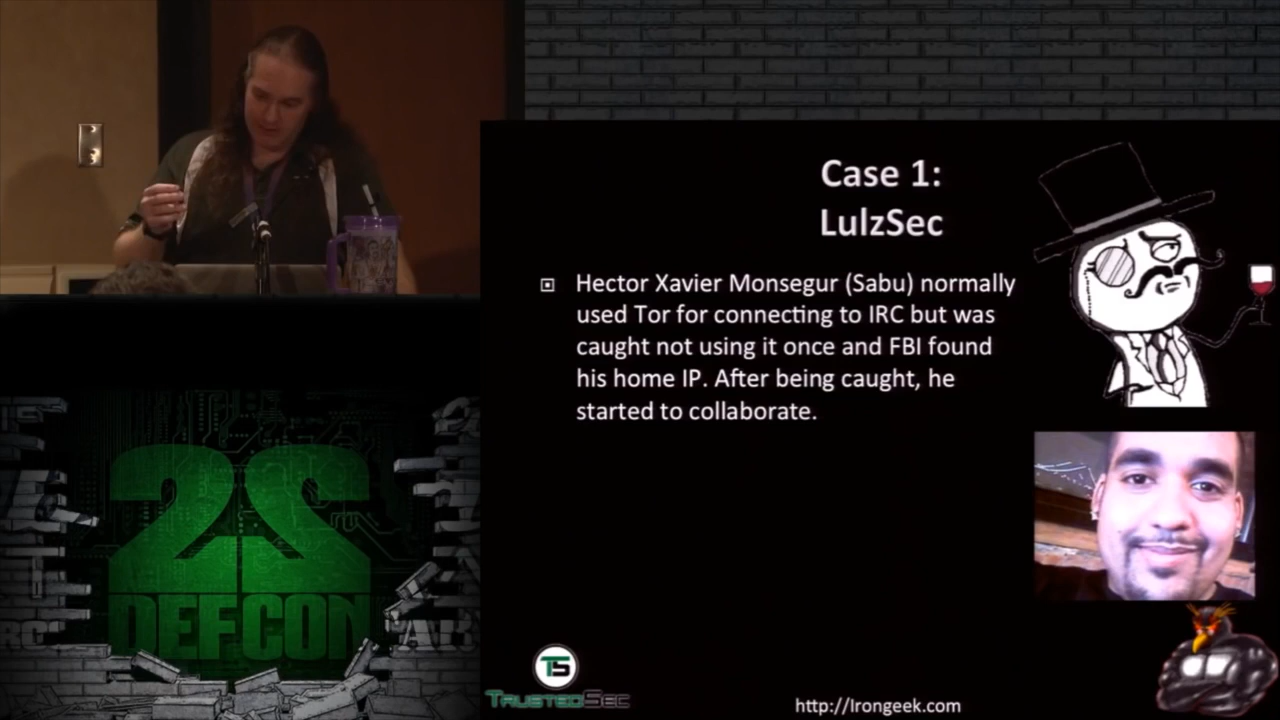 Case 1:
LulzSec
Hector Xavier Monsegur (Sabu) normally
used Tor for connecting to IRC but was
caught not using it once and FBI found
his home IP. After being caught, he
started to collaborate.
22
DEFCON
TS
TRUSTEDSEC
http://Irongeek.com